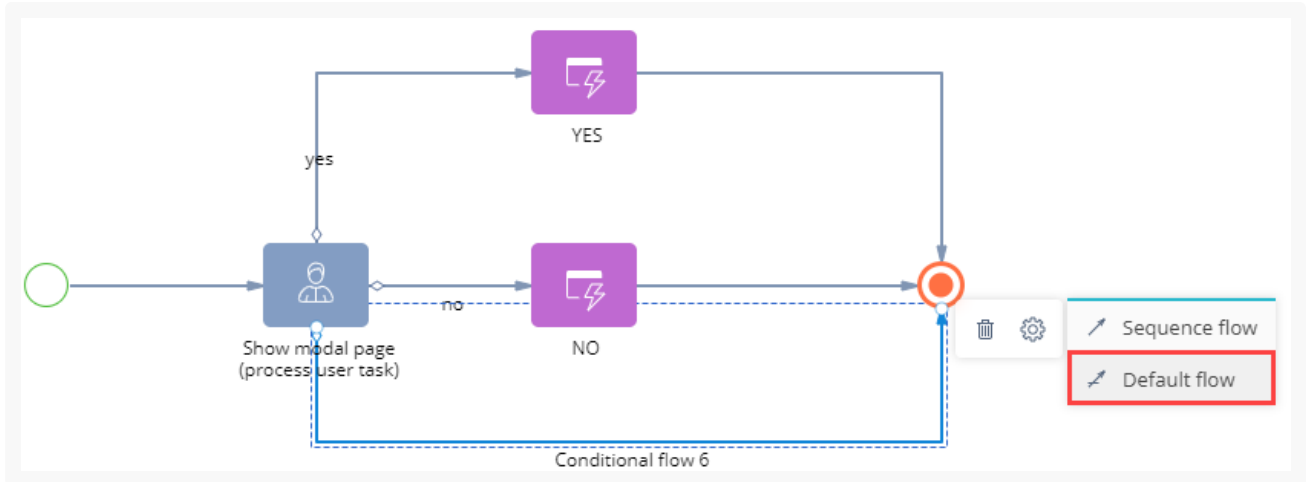 YES
yes
no
Show modal page
(process user task)
NO
Sequence flow
Default flow
Conditional flow 6